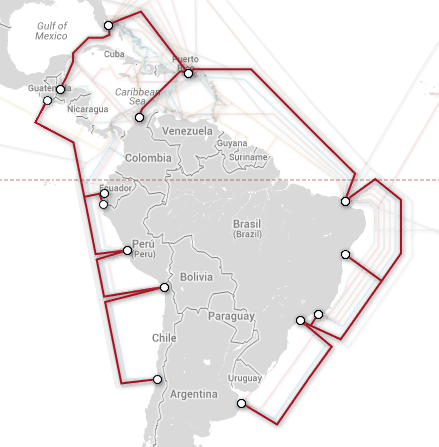 Gulf of
Mexico
Cuba
Puerto
Rico
Guatemala
Caribbean
Sea
Nicaragua
Venezuela
Guyana
Suriname
Colombia
Ecuador
Brasil
(Brazil)
Perú
(Peru)
Bolivia
Paraguay
Chile
Uruguay
Argentina